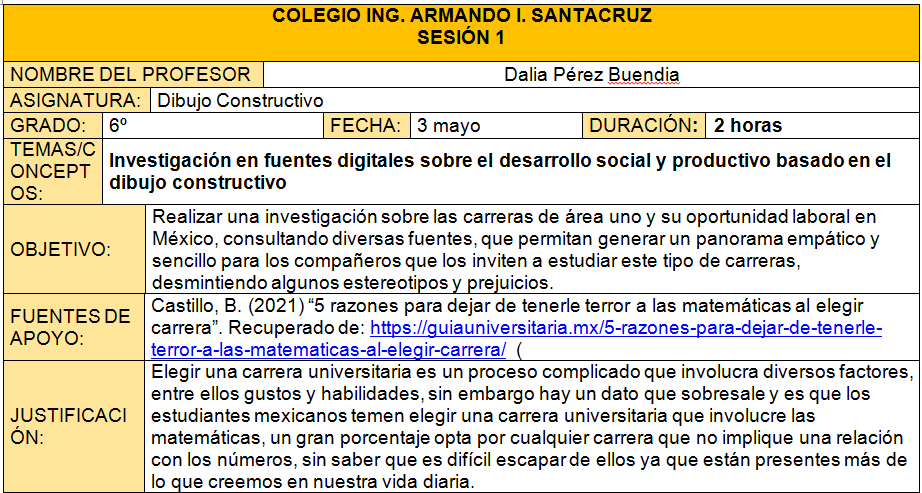 COLEGIO ING. ARMANDO I. SANTACRUZ
SESIÓN 1
NOMBRE DEL PROFESOR Dalia Pérez Buendia
ASIGNATURA: Dibujo Constructivo
GRADO: 6º FECHA: 3 mayo DURACIÓN: 2 horas
TEMAS/C
ONCEPT
OS:
Investigación en fuentes digitales sobre el desarrollo social y productivo basado en el
dibujo constructivo
OBJETIVO:
Realizar una investigación sobre las carreras de área uno y su oportunidad laboral en
México, consultando diversas fuentes, que permitan generar un panorama empático y
sencillo para los compañeros que los inviten a estudiar este tipo de carreras,
desmintiendo algunos estereotipos y prejuicios.
FUENTES DE
APOYO:
Castillo, B. (2021) “5 razones para dejar de tenerle terror a las matemáticas al elegir
carrera”. Recuperado de: https://guiauniversitaria.mx/5-razones-para-dejar-de-tenerle-
terror-a-las-matematicas-al-elegir-carrera/ (
JUSTIFICACI
ÓN:
Elegir una carrera universitaria es un proceso complicado que involucra diversos factores,
entre ellos gustos y habilidades, sin embargo hay un dato que sobresale y es que los
estudiantes mexicanos temen elegir una carrera universitaria que involucre las
matemáticas, un gran porcentaje opta por cualquier carrera que no implique una relación
con los números, sin saber que es difícil escapar de ellos ya que están presentes más de
lo que creemos en nuestra vida diaria.